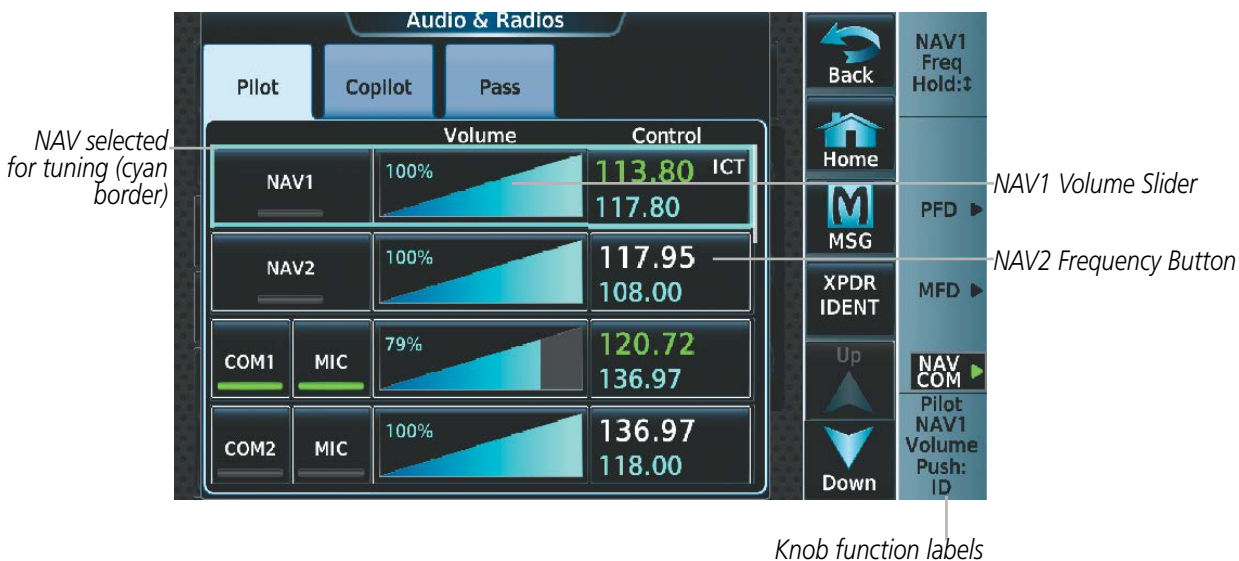 Audio & Radios
Pilot
Copilot
Pass
Volume
Control
NAV1
100%
113.80 ICT
117.80
NAV2
100%
117.95
108.00
COM1
MIC
79%
120.72
136.97
COM2
MIC
100%
136.97
118.00
Back
Home
MSG
XPDR
IDENT
Up
Down
NAV1
Freq
Hold:↕
PFD
MFD
NAV
COM
Pilot
NAV1
Volume
Push:
ID
NAV selected
for tuning (cyan
border)
NAV1 Volume Slider
NAV2 Frequency Button
Knob function labels